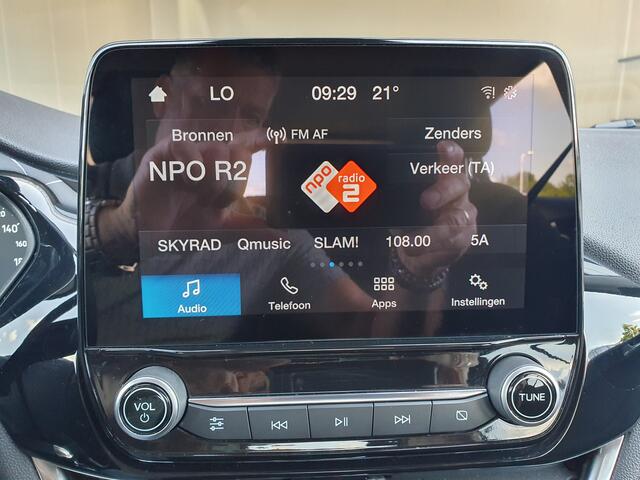 LO 09:29 21°
Bronnen FM AF Zenders
NPO R2 npo radio 2 Verkeer (TA)
SKYRAD Qmusic SLAM! 108.00 5A
Audio Telefoon Apps Instellingen
VOL TUNE
140
160